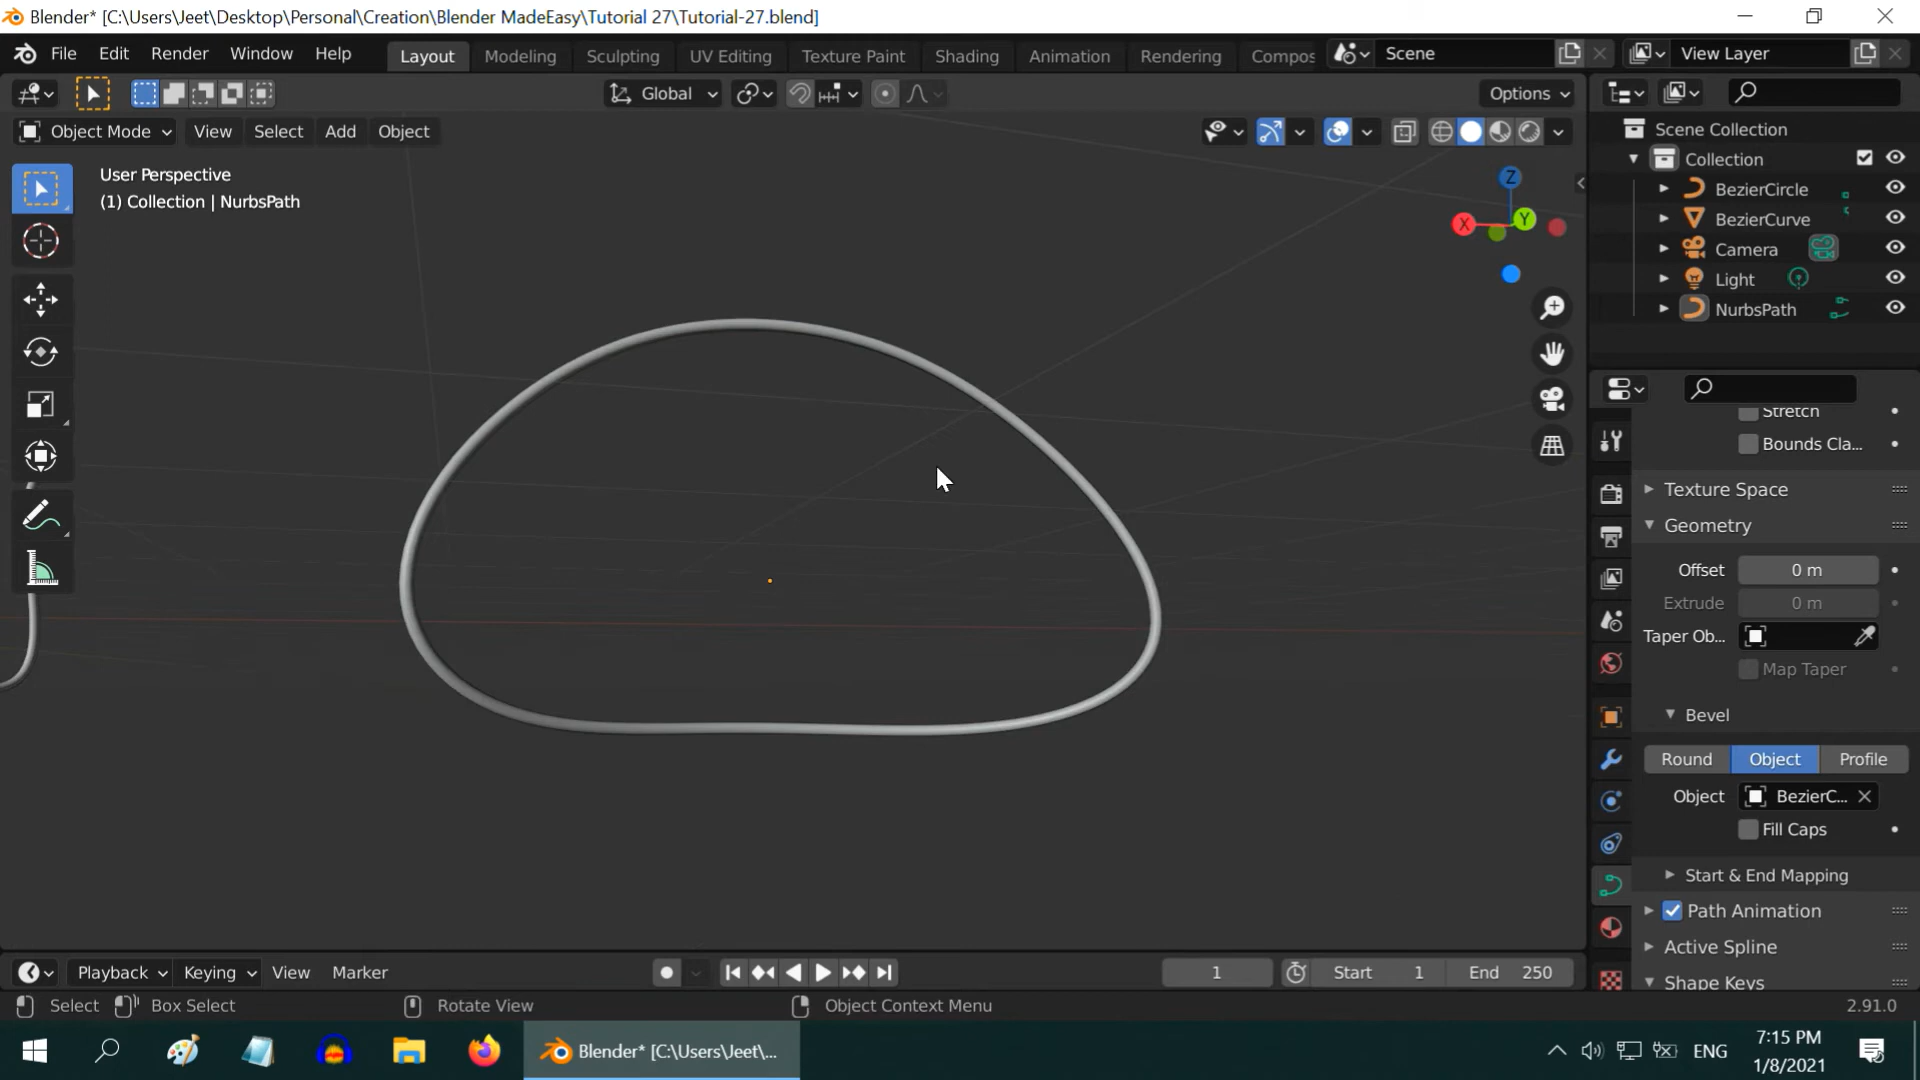 Blender* [C:\Users\Jeet\Desktop\Personal\Creation\Blender MadeEasy\Tutorial 27\Tutorial-27.blend]
File Edit Render Window Help Layout Modeling Sculpting UV Editing Texture Paint Shading Animation Rendering Compos Scene View Layer
Global Options
Object Mode View Select Add Object
User Perspective
(1) Collection | NurbsPath
Z
X Y
Scene Collection
Collection
BezierCircle
BezierCurve
Camera
Light
NurbsPath
Stretch
Bounds Cla...
Texture Space
Geometry
Offset 0 m
Extrude 0 m
Taper Ob...
Map Taper
Bevel
Round Object Profile
Object BezierC...
Fill Caps
Start & End Mapping
Path Animation
Active Spline
Shape Keys
Playback Keying View Marker 1 Start 1 End 250
Select Box Select Rotate View Object Context Menu 2.91.0
Blender* [C:\Users\Jeet\...
ENG
7:15 PM
1/8/2021